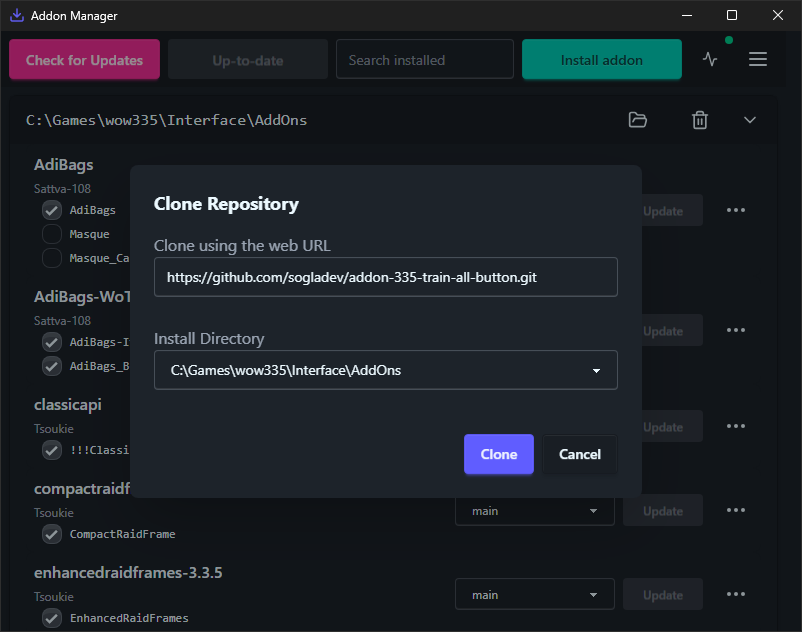 Addon Manager
Check for Updates
Up-to-date
Search installed
Install addon
C:\Games\wow335\Interface\AddOns
AdiBags
Sattva-108
AdiBags
Masque
Masque_Ca
Update
AdiBags-WoT
Sattva-108
AdiBags-I
AdiBags_B
Update
classicapi
Tsoukie
!!!Classi
Update
compactraidf
Tsoukie
CompactRaidFrame
main
Update
enhancedraidframes-3.3.5
Tsoukie
EnhancedRaidFrames
main
Update
Clone Repository
Clone using the web URL
https://github.com/sogladev/addon-335-train-all-button.git
Install Directory
C:\Games\wow335\Interface\AddOns
Clone
Cancel